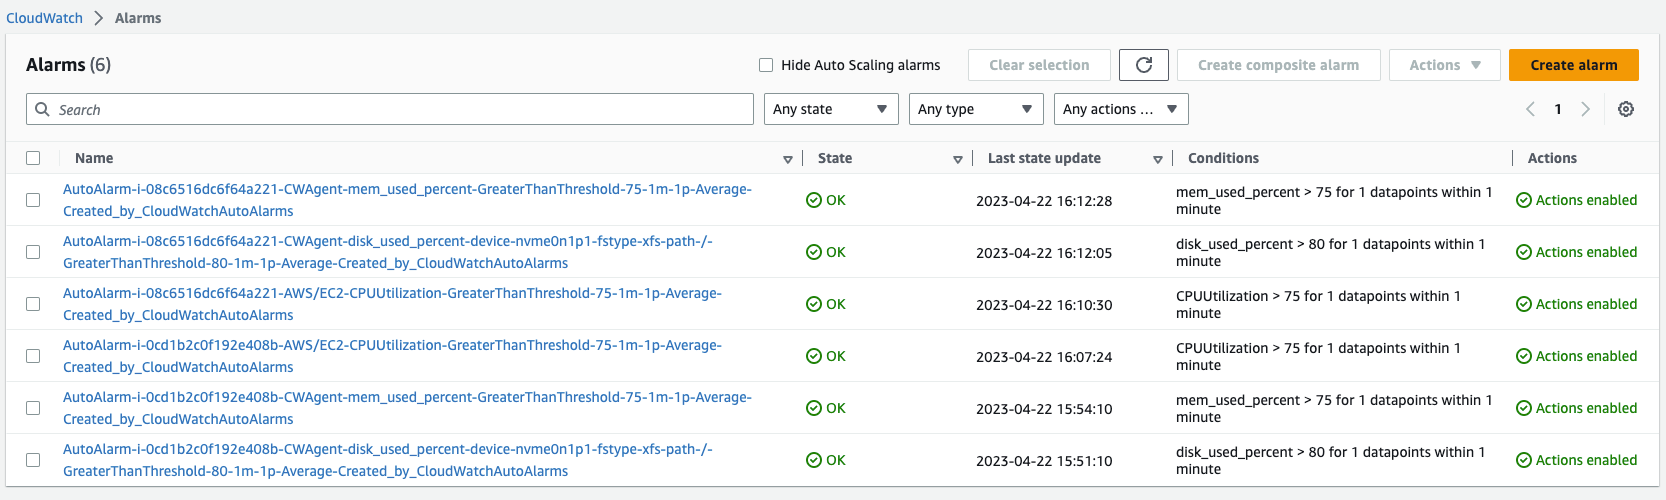 CloudWatch > Alarms
Alarms (6)
Hide Auto Scaling alarms
Clear selection
Create composite alarm
Actions
Create alarm
Search
Any state
Any type
Any actions ...
1
Name State Last state update Conditions Actions
AutoAlarm-i-08c6516dc6f64a221-CWAgent-mem_used_percent-GreaterThanThreshold-75-1m-1p-Average-
Created_by_CloudWatchAutoAlarms
OK
2023-04-22 16:12:28
mem_used_percent > 75 for 1 datapoints within 1
minute
Actions enabled
AutoAlarm-i-08c6516dc6f64a221-CWAgent-disk_used_percent-device-nvme0n1p1-fstype-xfs-path-/-
GreaterThanThreshold-80-1m-1p-Average-Created_by_CloudWatchAutoAlarms
OK
2023-04-22 16:12:05
disk_used_percent > 80 for 1 datapoints within 1
minute
Actions enabled
AutoAlarm-i-08c6516dc6f64a221-AWS/EC2-CPUUtilization-GreaterThanThreshold-75-1m-1p-Average-
Created_by_CloudWatchAutoAlarms
OK
2023-04-22 16:10:30
CPUUtilization > 75 for 1 datapoints within 1
minute
Actions enabled
AutoAlarm-i-0cd1b2c0f192e408b-AWS/EC2-CPUUtilization-GreaterThanThreshold-75-1m-1p-Average-
Created_by_CloudWatchAutoAlarms
OK
2023-04-22 16:07:24
CPUUtilization > 75 for 1 datapoints within 1
minute
Actions enabled
AutoAlarm-i-0cd1b2c0f192e408b-CWAgent-mem_used_percent-GreaterThanThreshold-75-1m-1p-Average-
Created_by_CloudWatchAutoAlarms
OK
2023-04-22 15:54:10
mem_used_percent > 75 for 1 datapoints within 1
minute
Actions enabled
AutoAlarm-i-0cd1b2c0f192e408b-CWAgent-disk_used_percent-device-nvme0n1p1-fstype-xfs-path-/-
GreaterThanThreshold-80-1m-1p-Average-Created_by_CloudWatchAutoAlarms
OK
2023-04-22 15:51:10
disk_used_percent > 80 for 1 datapoints within 1
minute
Actions enabled